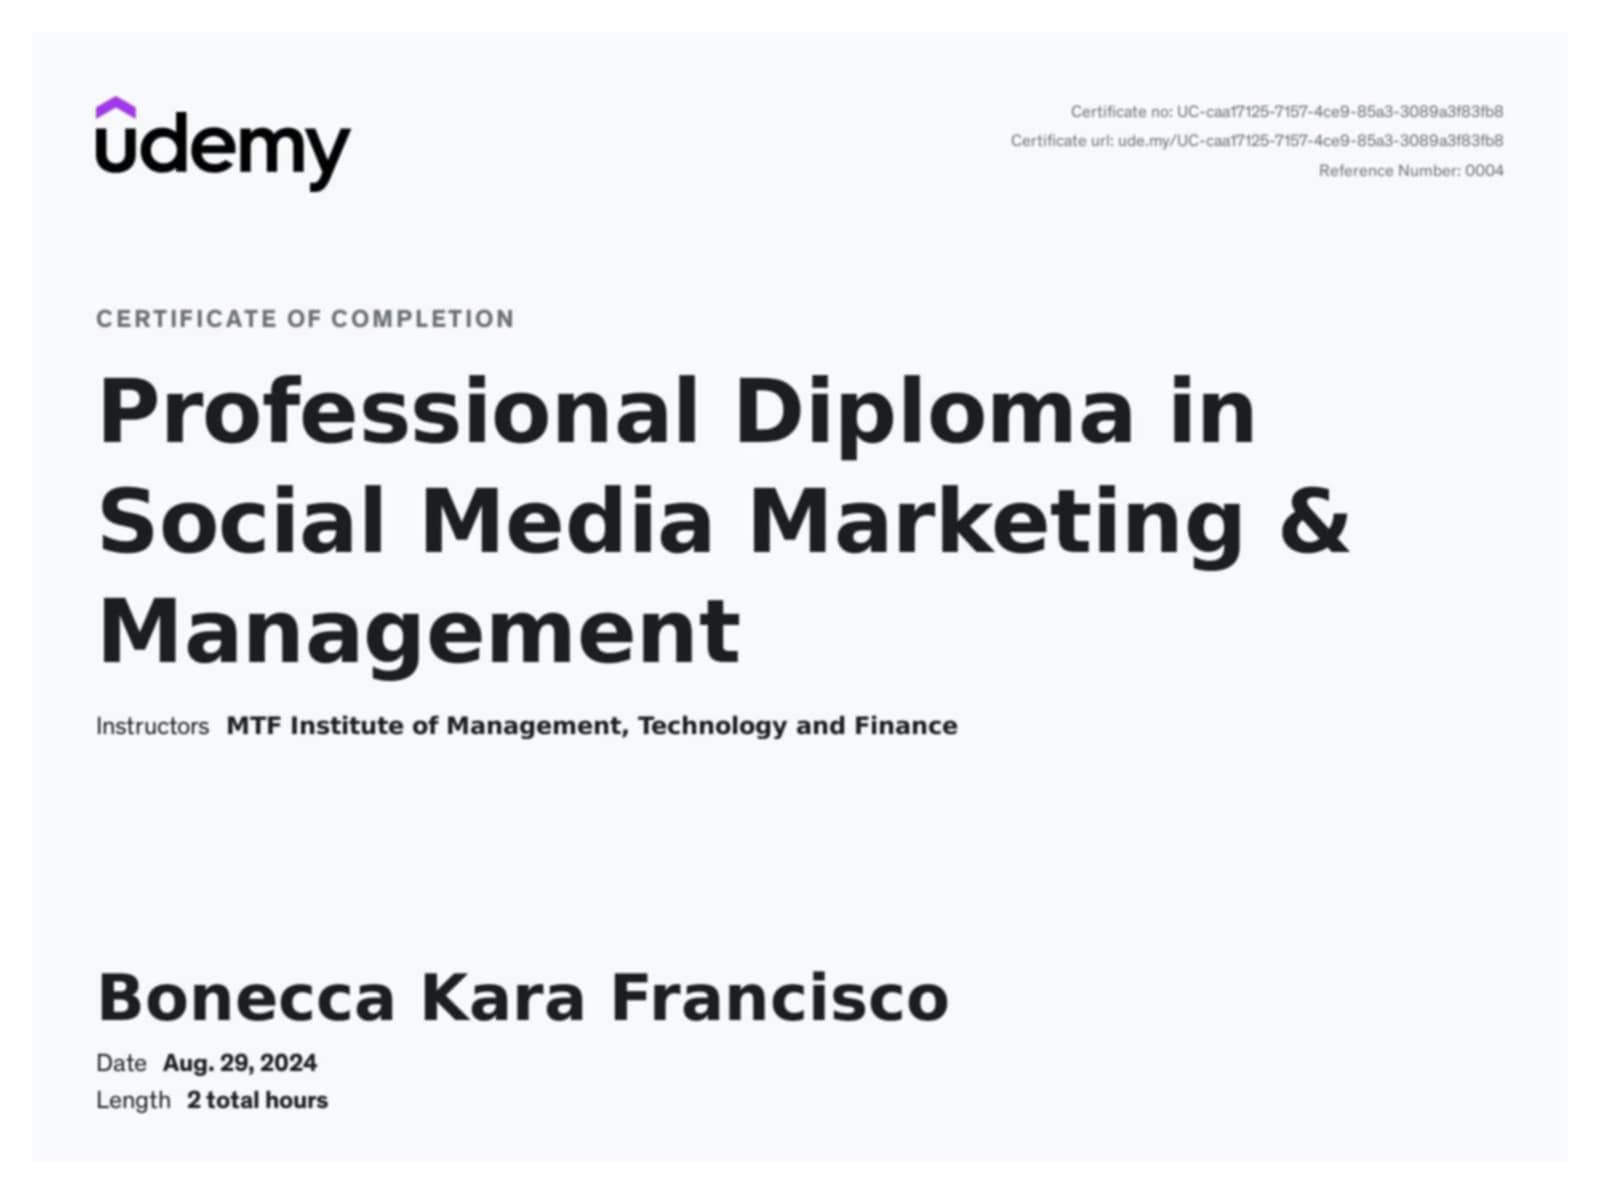 udemy
Certificate no: UC-caa17125-7157-4ce9-85a3-3089a3f83fb8
Certificate url: ude.my/UC-caa17125-7157-4ce9-85a3-3089a3f83fb8
Reference Number: 0004
CERTIFICATE OF COMPLETION
Professional Diploma in
Social Media Marketing &
Management
Instructors MTF Institute of Management, Technology and Finance
Bonecca Kara Francisco
Date Aug. 29, 2024
Length 2 total hours